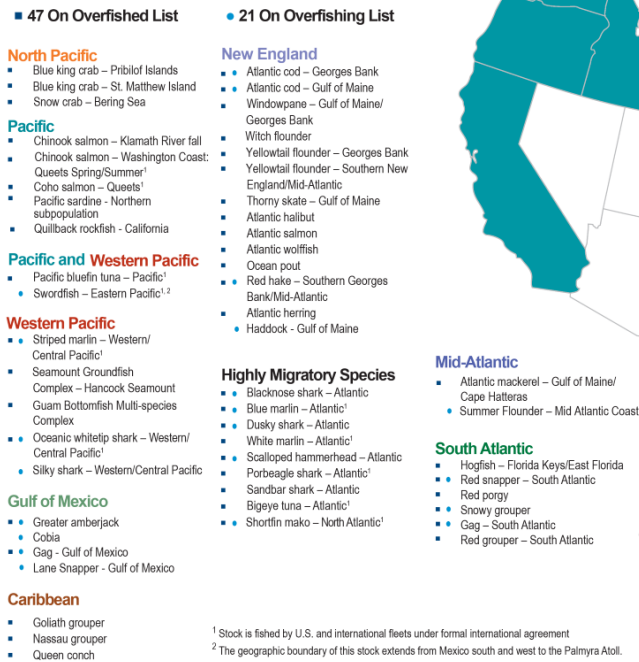 47 On Overfished List
21 On Overfishing List
North Pacific
Blue king crab – Pribilof Islands
Blue king crab – St. Matthew Island
Snow crab – Bering Sea
Pacific
Chinook salmon – Klamath River fall
Chinook salmon – Washington Coast:
Queets Spring/Summer¹
Coho salmon – Queets¹
Pacific sardine - Northern
subpopulation
Quillback rockfish - California
Pacific and Western Pacific
Pacific bluefin tuna – Pacific¹
Swordfish – Eastern Pacific¹,²
Western Pacific
Striped marlin – Western/
Central Pacific¹
Seamount Groundfish
Complex – Hancock Seamount
Guam Bottomfish Multi-species
Complex
Oceanic whitetip shark – Western/
Central Pacific¹
Silky shark – Western/Central Pacific
Gulf of Mexico
Greater amberjack
Cobia
Gag - Gulf of Mexico
Lane Snapper - Gulf of Mexico
Caribbean
Goliath grouper
Nassau grouper
Queen conch
New England
Atlantic cod – Georges Bank
Atlantic cod – Gulf of Maine
Windowpane – Gulf of Maine/
Georges Bank
Witch flounder
Yellowtail flounder – Georges Bank
Yellowtail flounder – Southern New
England/Mid-Atlantic
Thorny skate – Gulf of Maine
Atlantic halibut
Atlantic salmon
Atlantic wolffish
Ocean pout
Red hake – Southern Georges
Bank/Mid-Atlantic
Atlantic herring
Haddock - Gulf of Maine
Highly Migratory Species
Blacknose shark – Atlantic
Blue marlin – Atlantic¹
Dusky shark – Atlantic
White marlin – Atlantic¹
Scalloped hammerhead – Atlantic
Porbeagle shark – Atlantic¹
Sandbar shark – Atlantic
Bigeye tuna – Atlantic¹
Shortfin mako – North Atlantic¹
Mid-Atlantic
Atlantic mackerel – Gulf of Maine/
Cape Hatteras
Summer Flounder – Mid Atlantic Coast
South Atlantic
Hogfish – Florida Keys/East Florida
Red snapper – South Atlantic
Red porgy
Snowy grouper
Gag – South Atlantic
Red grouper – South Atlantic
¹ Stock is fished by U.S. and international fleets under formal international agreement
² The geographic boundary of this stock extends from Mexico south and west to the Palmyra Atoll.